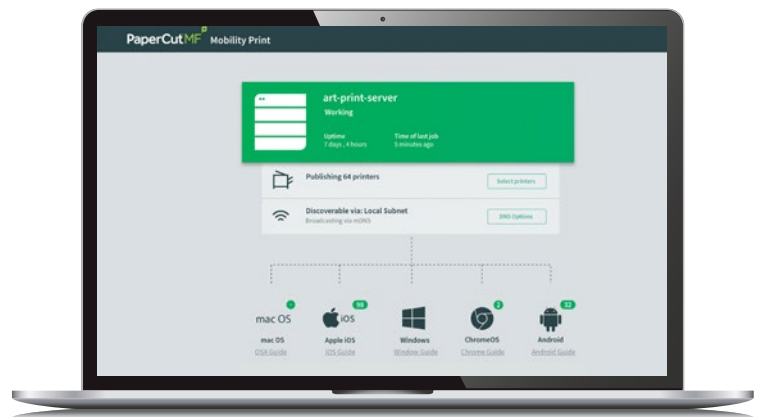 PaperCutMF Mobility Print
art-print-server
Working
Uptime
7 days , 4 hours
Time of last job
5 minutes ago
Publishing 64 printers
Select printers
Discoverable via: Local Subnet
Broadcasting via mDNS
DNS Options
98
2
32
mac OS
iOS
mac OS
Apple iOS
Windows
ChromeOS
Android
OSX Guide
iOS Guide
Window Guide
Chrome Guide
Android Guide